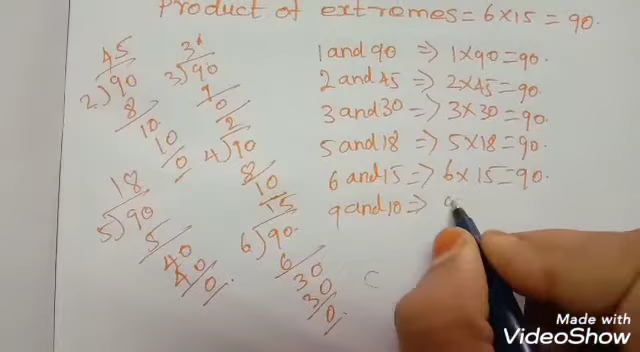 Product of extremes = 6 x 15 = 90.
45
2) 90
8
10
10
0
30
3) 90
9
0
2
4) 90
8
10
18
5) 90
5
40
40
0.
15
6) 90.
6
30
30
0.
1 and 90 => 1 x 90 = 90.
2 and 45 => 2 x 45 = 90.
3 and 30 => 3 x 30 = 90.
5 and 18 => 5 x 18 = 90.
6 and 15 => 6 x 15 = 90.
9 and 10 => 9
C
Made with
VideoShow